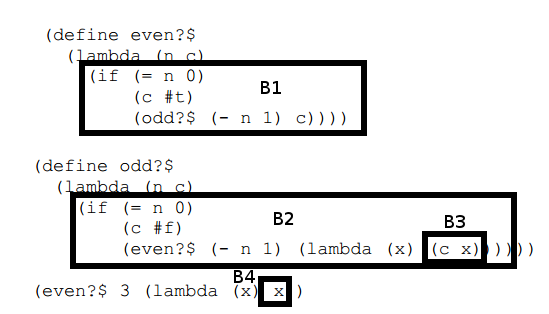 (define even?$
(lambda (n c)
(if (= n 0)
B1
(c #t)
(odd?$ (- n 1) c))))
(define odd?$
(lambda (n c)
(if (= n 0)
B2
B3
(c #f)
(even?$ (- n 1) (lambda (x) (c x))))))
B4
(even?$ 3 (lambda (x) x))